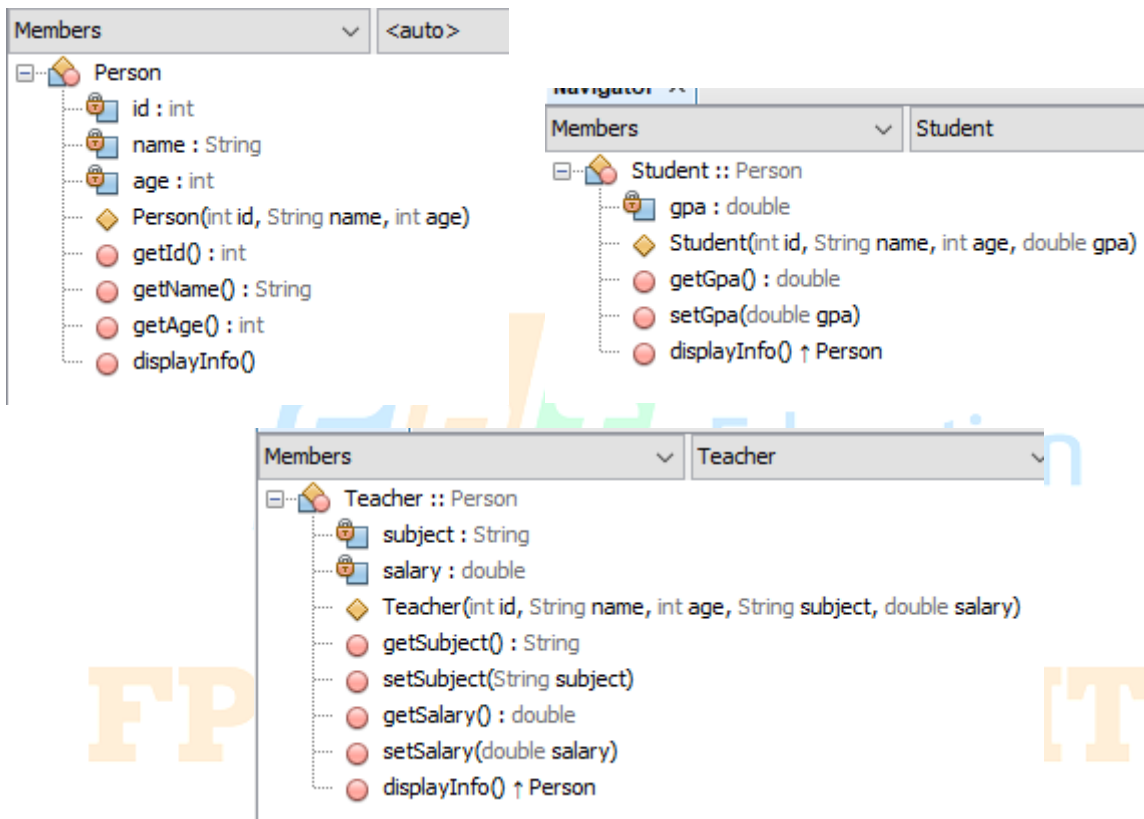 Members <auto>
Person
id : int
name : String
age : int
Person(int id, String name, int age)
getId() : int
getName() : String
getAge() : int
displayInfo()
Navigator
Members Student
Student :: Person
gpa : double
Student(int id, String name, int age, double gpa)
getGpa() : double
setGpa(double gpa)
displayInfo() ↑ Person
Education
Members Teacher
Teacher :: Person
subject : String
salary : double
Teacher(int id, String name, int age, String subject, double salary)
getSubject() : String
setSubject(String subject)
getSalary() : double
setSalary(double salary)
displayInfo() ↑ Person